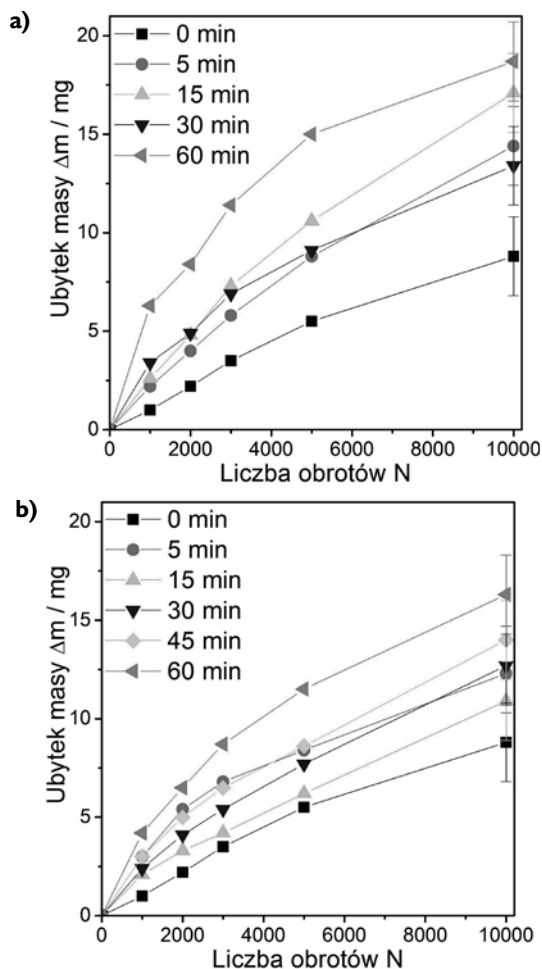 a)
20
15
10
5
0
Ubytek masy Δm / mg
0 min
5 min
15 min
30 min
60 min
0 2000 4000 6000 8000 10000
Liczba obrotów N
b)
20
15
10
5
0
Ubytek masy Δm / mg
0 min
5 min
15 min
30 min
45 min
60 min
0 2000 4000 6000 8000 10000
Liczba obrotów N